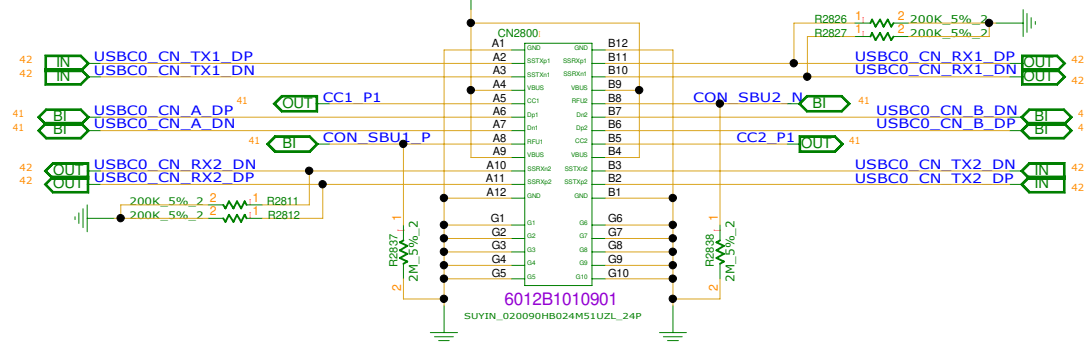 R2826 1 2 200K_5%_2
R2827 1 2 200K_5%_2
CN2800
42 IN USBC0_CN_TX1_DP A1 GND GND B12
42 IN USBC0_CN_TX1_DN A2 SSTXp1 SSRXp1 B11 USBC0_CN_RX1_DP OUT 42
A3 SSTXn1 SSRXn1 B10 USBC0_CN_RX1_DN OUT 42
A4 VBUS VBUS B9
OUT CC1_P1 A5 CC1 RFU2 B8 CON_SBU2_N BI 41
41 BI USBC0_CN_A_DP A6 Dp1 Dn2 B7 USBC0_CN_B_DN BI 4
41 BI USBC0_CN_A_DN A7 Dn1 Dp2 B6 USBC0_CN_B_DP BI 4
41 BI CON_SBU1_P A8 RFU1 CC2 B5 CC2_P1 OUT 41
A9 VBUS VBUS B4
42 OUT USBC0_CN_RX2_DN A10 SSRXn2 SSTXn2 B3 USBC0_CN_TX2_DN IN 42
42 OUT USBC0_CN_RX2_DP A11 SSRXp2 SSTXp2 B2 USBC0_CN_TX2_DP IN 42
A12 GND GND B1
200K_5%_2 2 1 R2811
200K_5%_2 2 1 R2812
G1 G1 G6 G6
G2 G2 G7 G7
G3 G3 G8 G8
G4 G4 G9 G9
G5 G5 G10 G10
R2837 1 2 2M_5%_2
R2838 1 2 2M_5%_2
41
6012B1010901
SUYIN_020090HB024M51UZL_24P